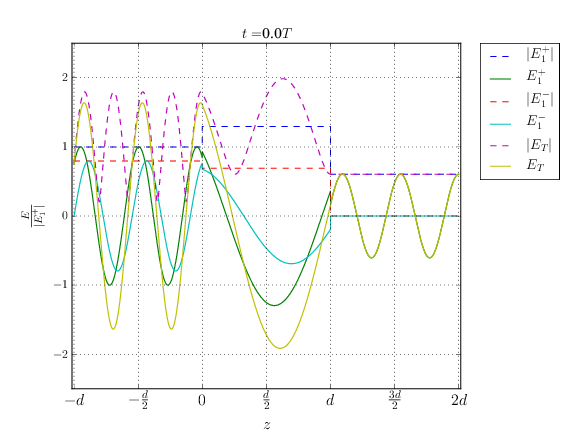 t = 0.0T
|E_1^+|
E_1^+
|E_1^-|
E_1^-
|E_T|
E_T
2
1
0
−1
−2
E/|E_1^+|
−d −d/2 0 d/2 d 3d/2 2d
z